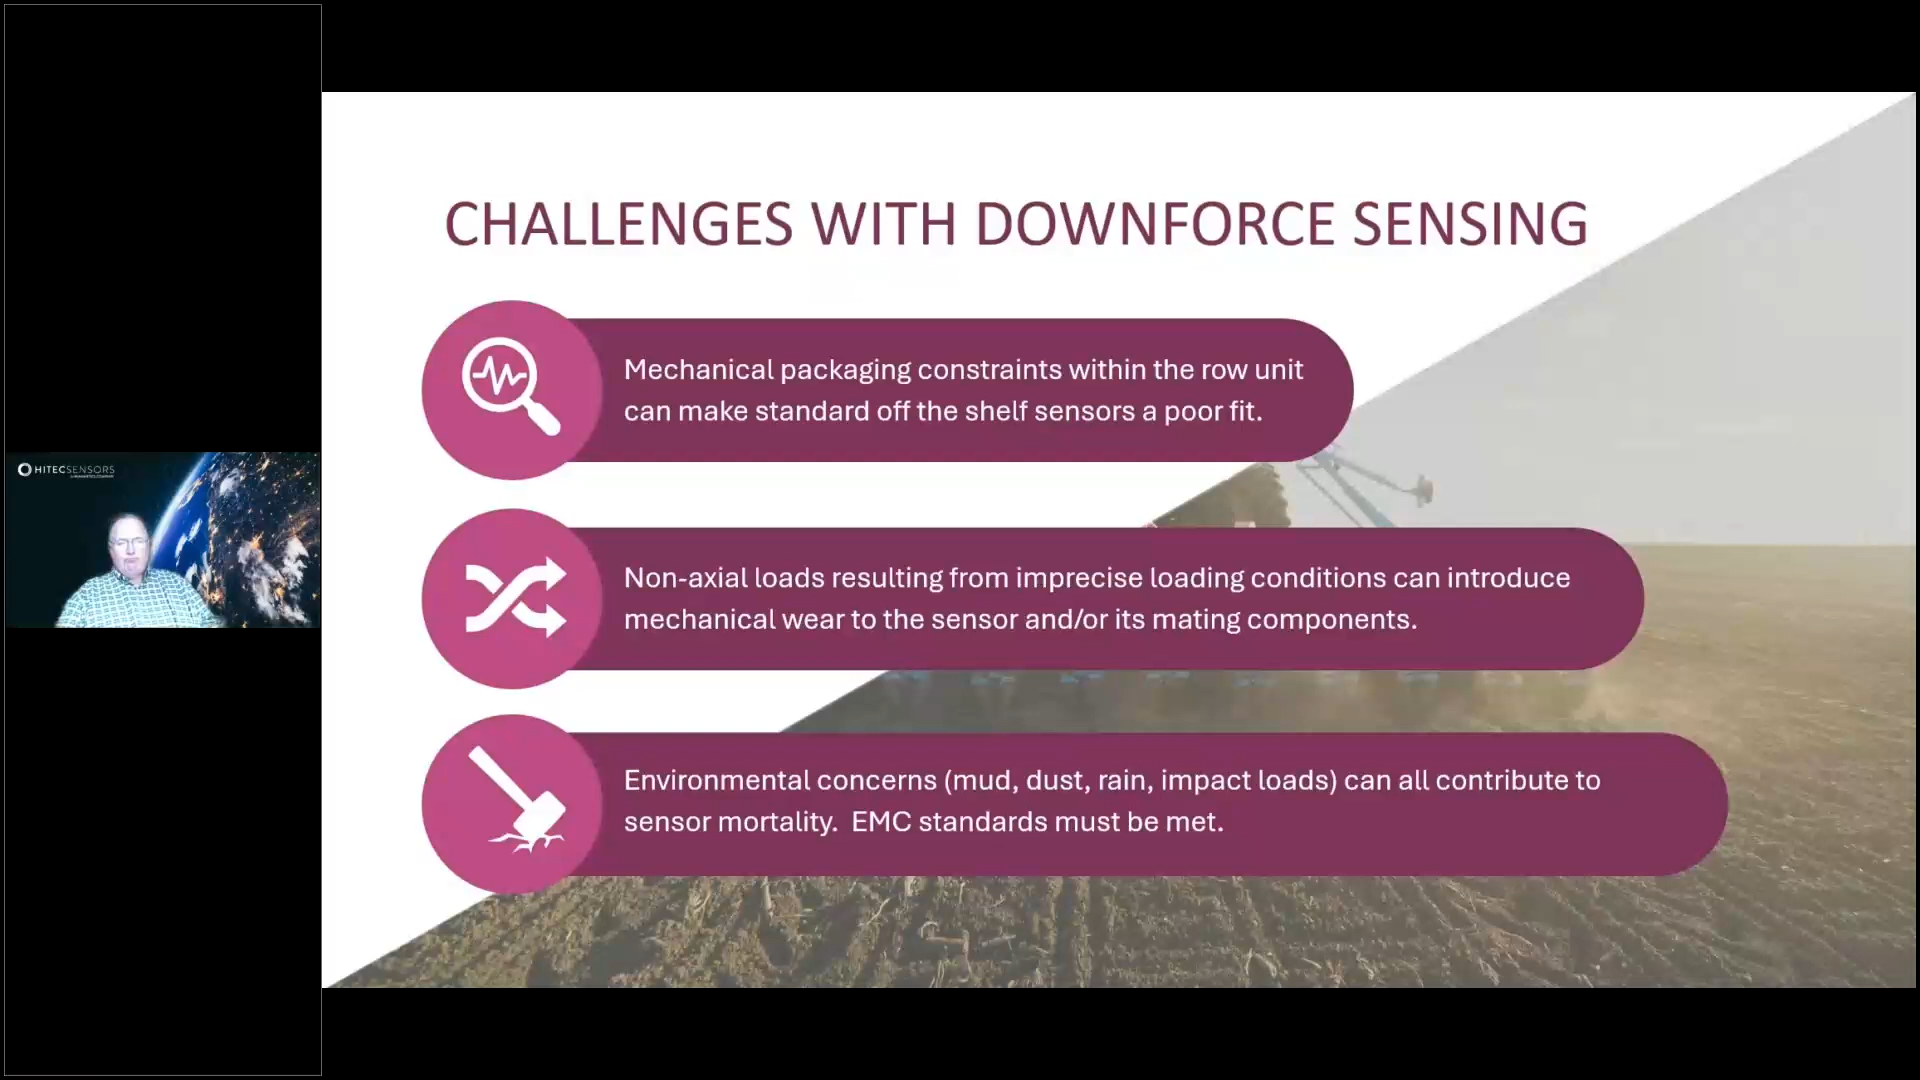 HITECSENSORS
CHALLENGES WITH DOWNFORCE SENSING
Mechanical packaging constraints within the row unit
can make standard off the shelf sensors a poor fit.
Non-axial loads resulting from imprecise loading conditions can introduce
mechanical wear to the sensor and/or its mating components.
Environmental concerns (mud, dust, rain, impact loads) can all contribute to
sensor mortality.  EMC standards must be met.